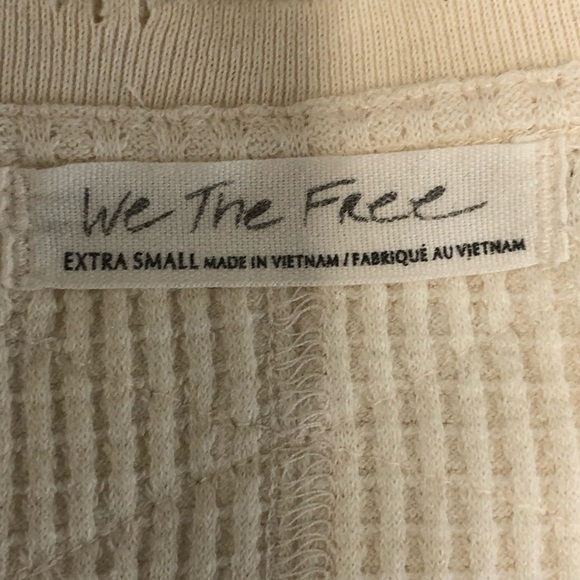 We The Free
EXTRA SMALL MADE IN VIETNAM / FABRIQUÉ AU VIETNAM